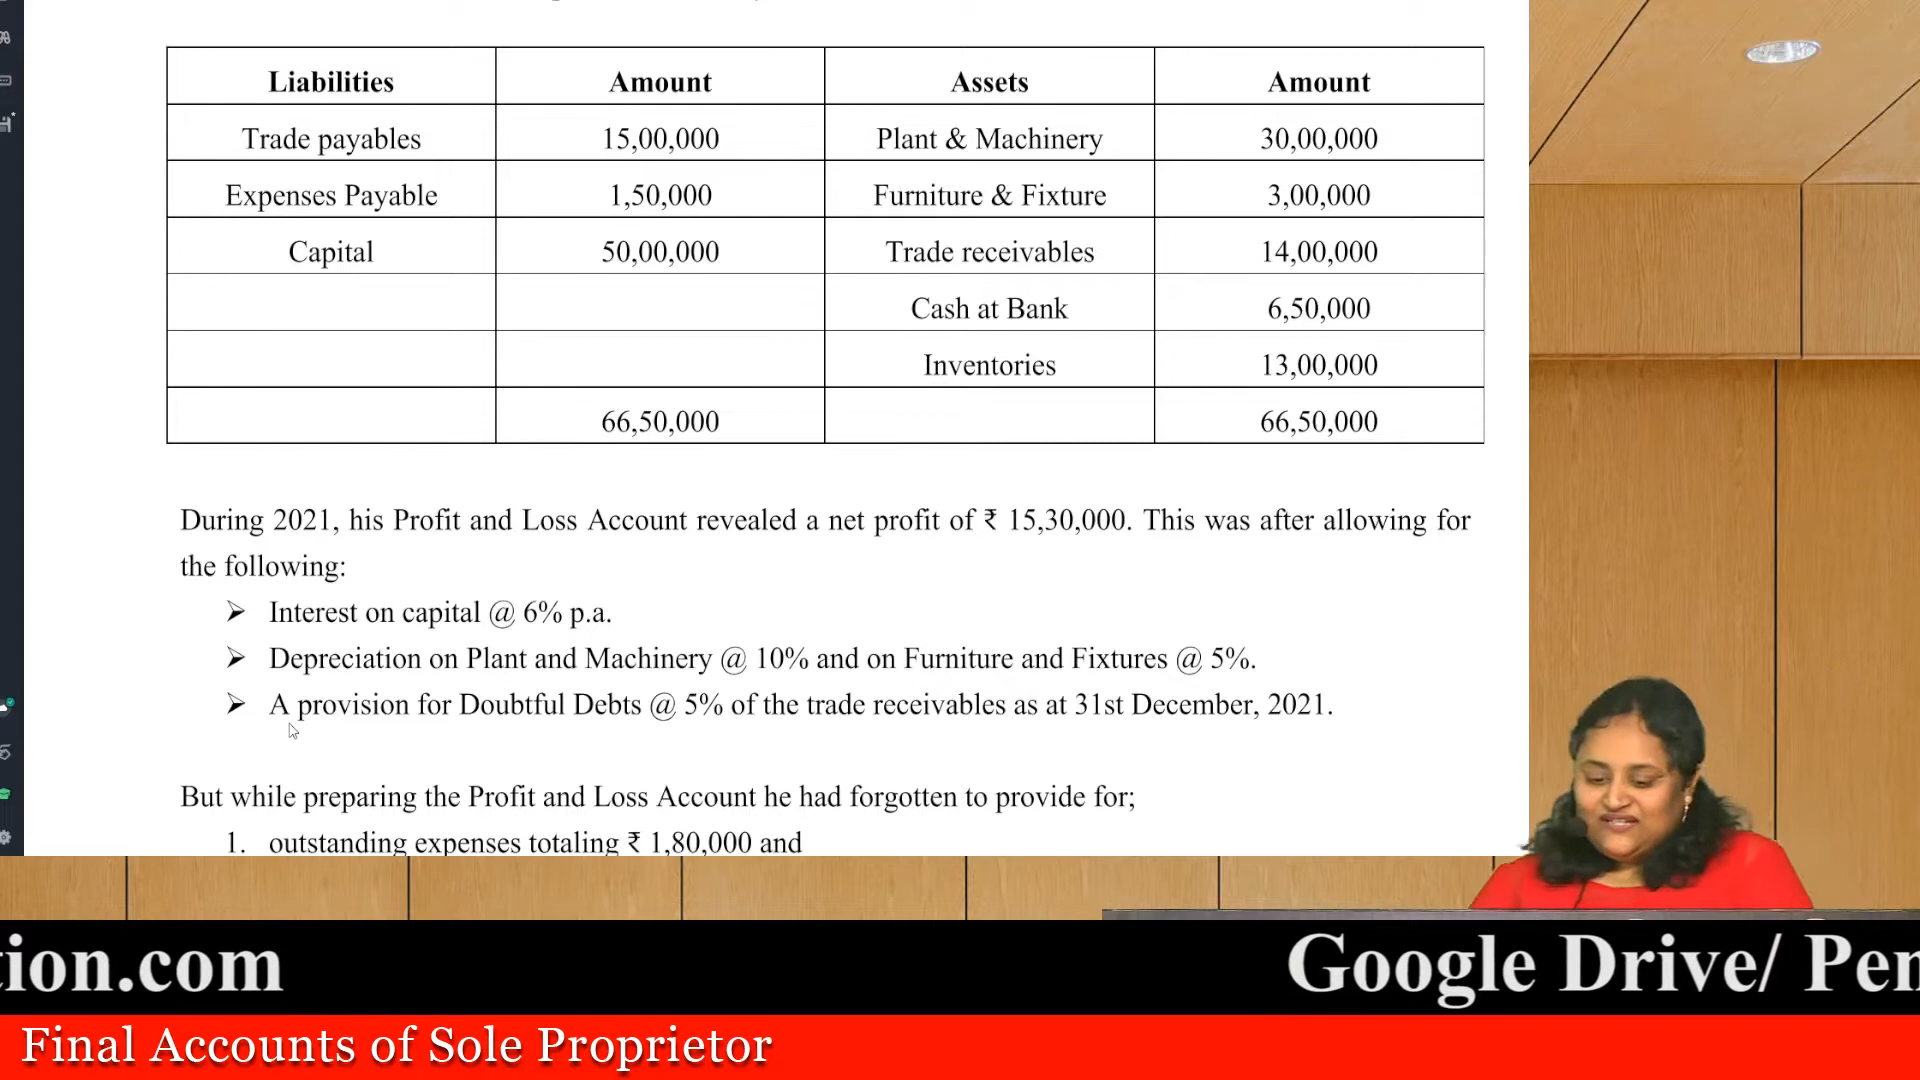 Liabilities Amount Assets Amount
Trade payables 15,00,000 Plant & Machinery 30,00,000
Expenses Payable 1,50,000 Furniture & Fixture 3,00,000
Capital 50,00,000 Trade receivables 14,00,000
Cash at Bank 6,50,000
Inventories 13,00,000
66,50,000 66,50,000
During 2021, his Profit and Loss Account revealed a net profit of ₹ 15,30,000. This was after allowing for
the following:
➢ Interest on capital @ 6% p.a.
➢ Depreciation on Plant and Machinery @ 10% and on Furniture and Fixtures @ 5%.
➢ A provision for Doubtful Debts @ 5% of the trade receivables as at 31st December, 2021.
But while preparing the Profit and Loss Account he had forgotten to provide for;
1. outstanding expenses totaling ₹ 1,80,000 and
tion.com Google Drive/ Pen
Final Accounts of Sole Proprietor